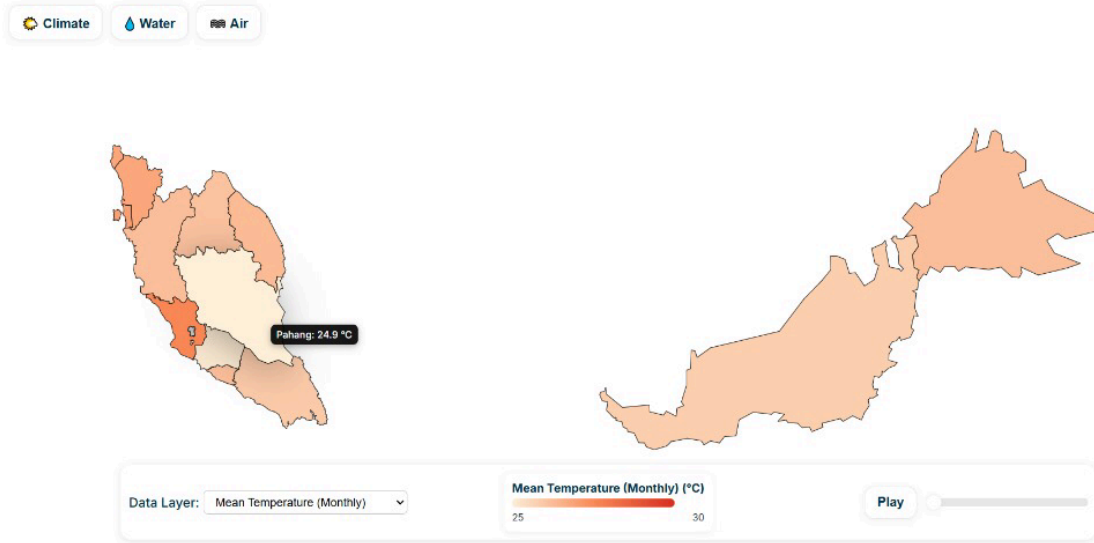 Climate
Water
Air
Pahang: 24.9 °C
Data Layer: Mean Temperature (Monthly)
Mean Temperature (Monthly) (°C)
25 30
Play